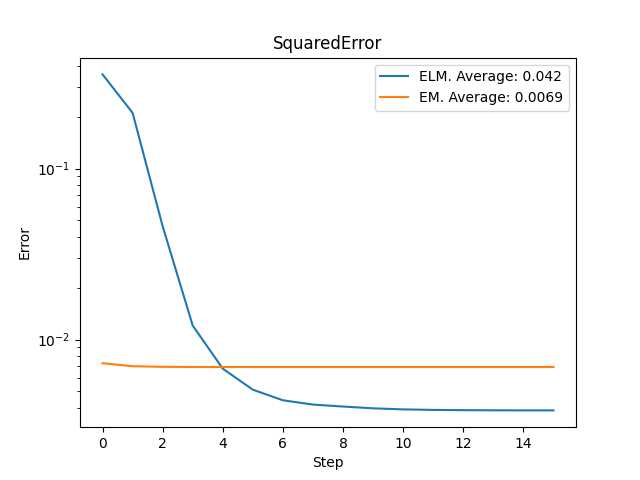 SquaredError
ELM. Average: 0.042
EM. Average: 0.0069
10⁻¹
10⁻²
Error
0 2 4 6 8 10 12 14
Step